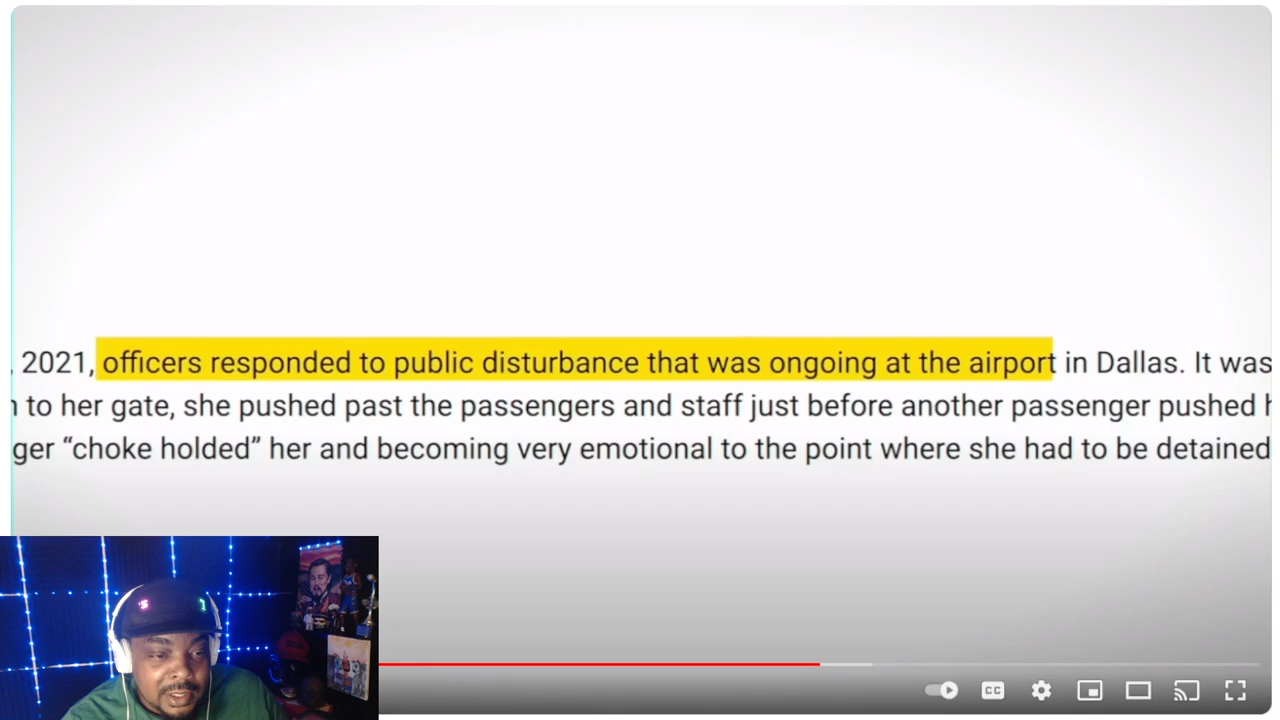 , 2021, officers responded to public disturbance that was ongoing at the airport in Dallas. It was
to her gate, she pushed past the passengers and staff just before another passenger pushed
“choke holded” her and becoming very emotional to the point where she had to be detained
CC